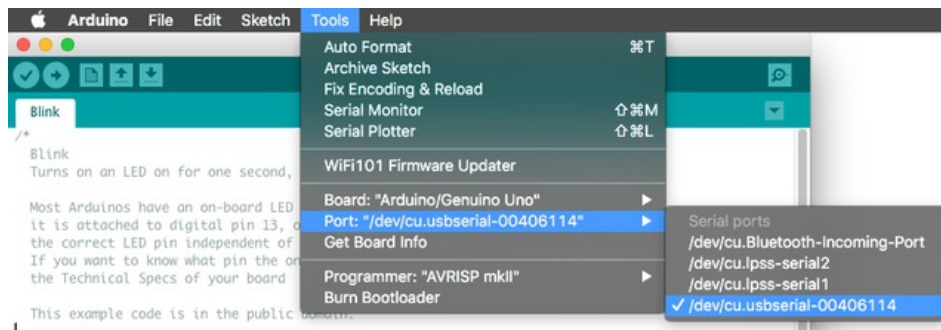 Arduino File Edit Sketch Tools Help
Auto Format ⌘T
Archive Sketch
Fix Encoding & Reload
Serial Monitor ⇧⌘M
Serial Plotter ⇧⌘L
WiFi101 Firmware Updater
Board: "Arduino/Genuino Uno"
Port: "/dev/cu.usbserial-00406114"
Get Board Info
Programmer: "AVRISP mkII"
Burn Bootloader
Serial ports
/dev/cu.Bluetooth-Incoming-Port
/dev/cu.lpss-serial2
/dev/cu.lpss-serial1
✓ /dev/cu.usbserial-00406114
Blink
/*
Blink
Turns on an LED on for one second,
Most Arduinos have an on-board LED
it is attached to digital pin 13,
the correct LED pin independent of
If you want to know what pin the
the Technical Specs of your board
This example code is in the public domain.